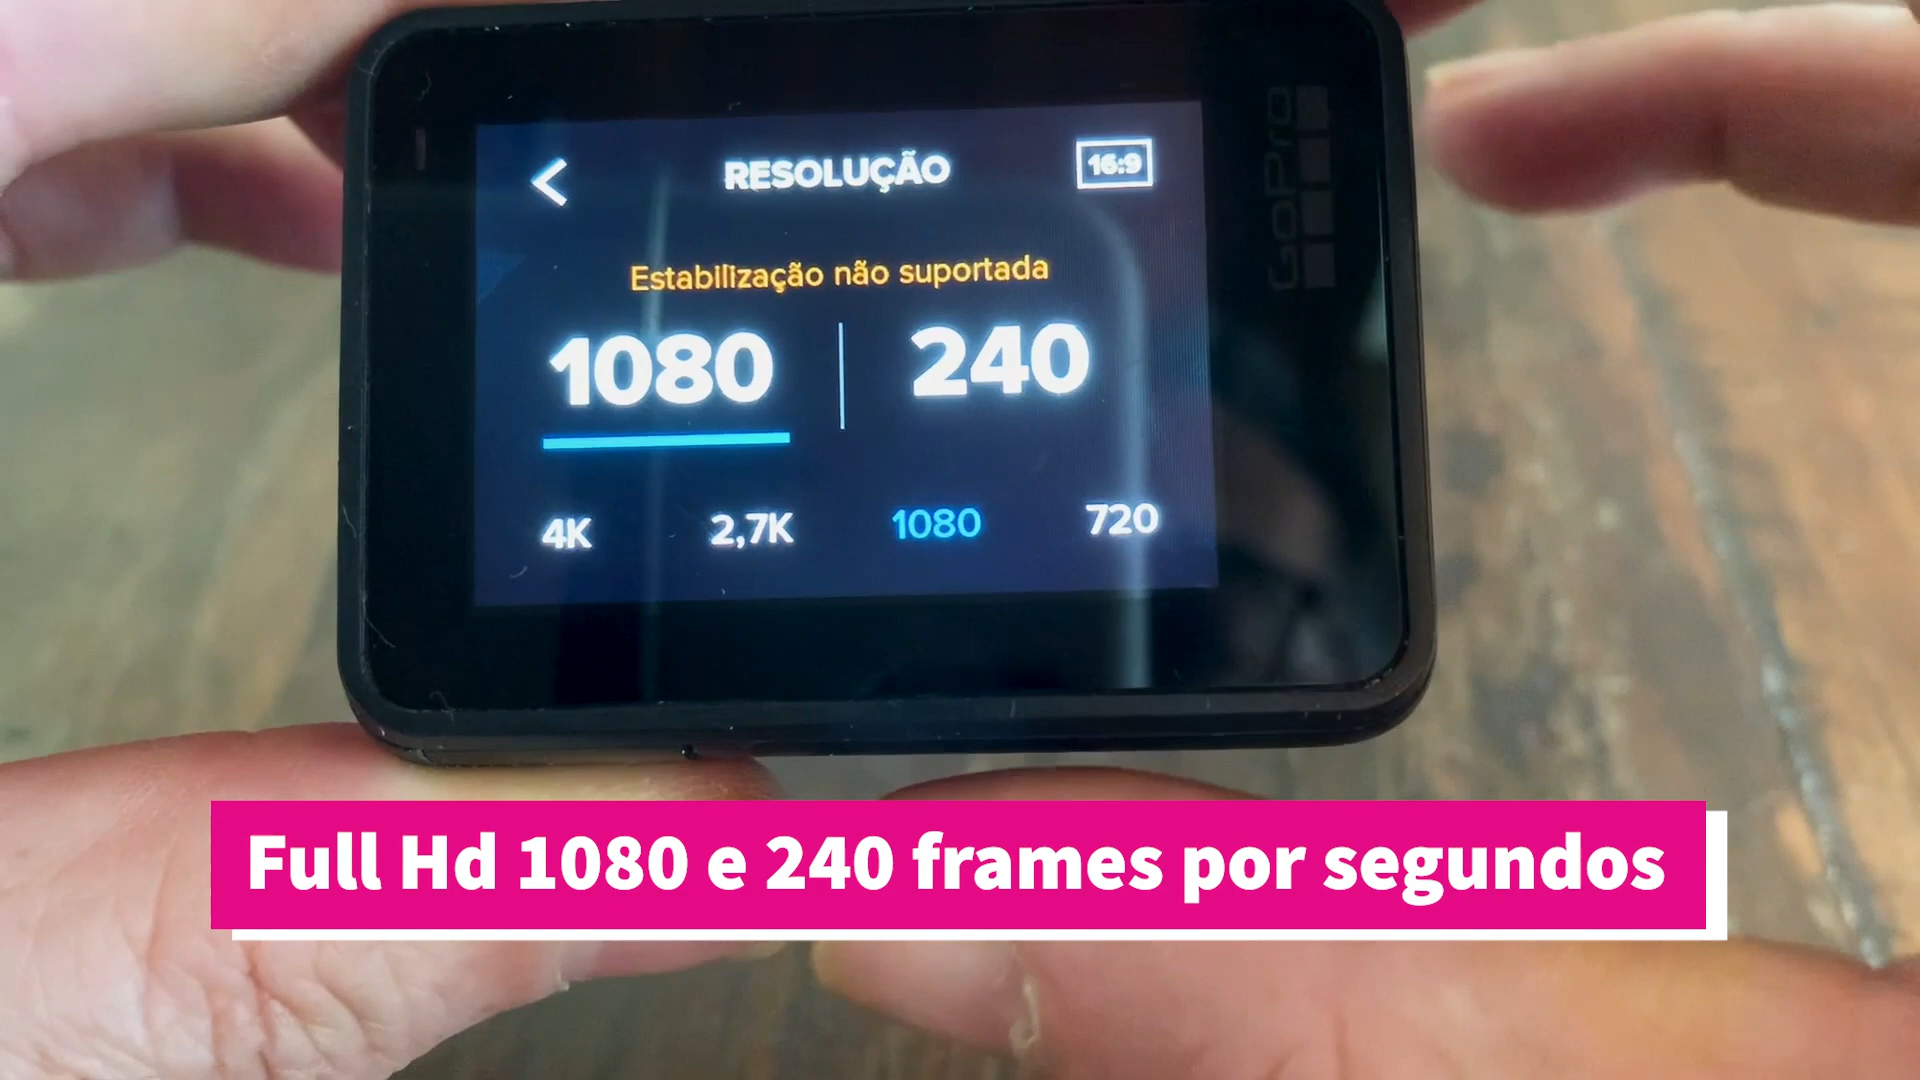 RESOLUÇÃO 16:9
Estabilização não suportada
1080 240
4K 2,7K 1080 720
GoPro
Full Hd 1080 e 240 frames por segundos